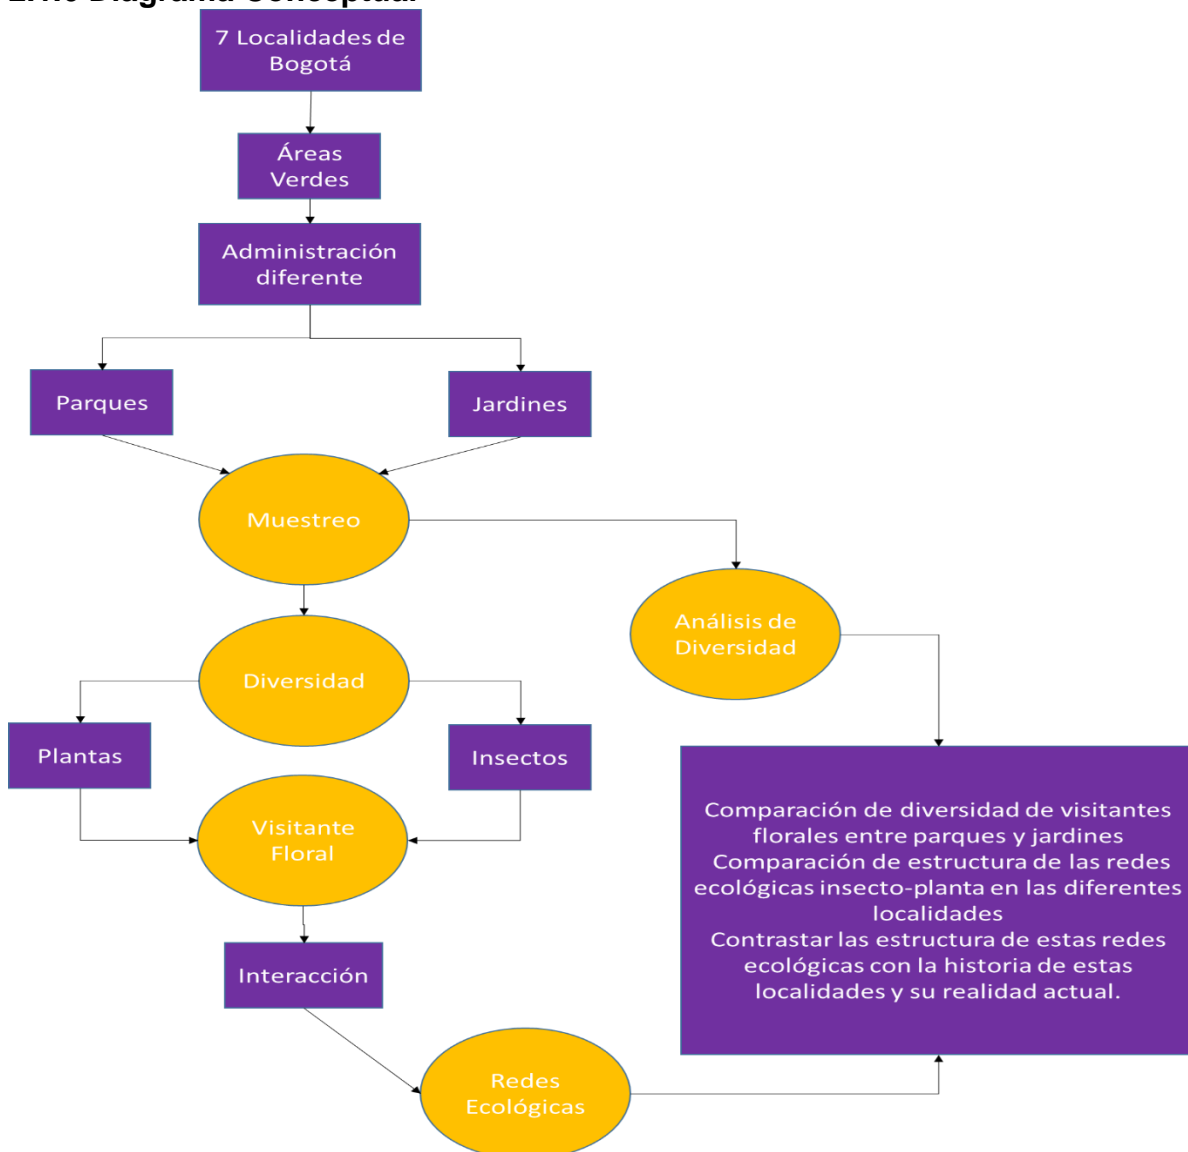 7 Localidades de
Bogotá
Áreas
Verdes
Administración
diferente
Parques
Jardines
Muestreo
Análisis de
Diversidad
Diversidad
Plantas
Insectos
Visitante
Floral
Comparación de diversidad de visitantes
florales entre parques y jardines
Comparación de estructura de las redes
ecológicas insecto-planta en las diferentes
localidades
Contrastar las estructura de estas redes
ecológicas con la historia de estas
localidades y su realidad actual.
Interacción
Redes
Ecológicas